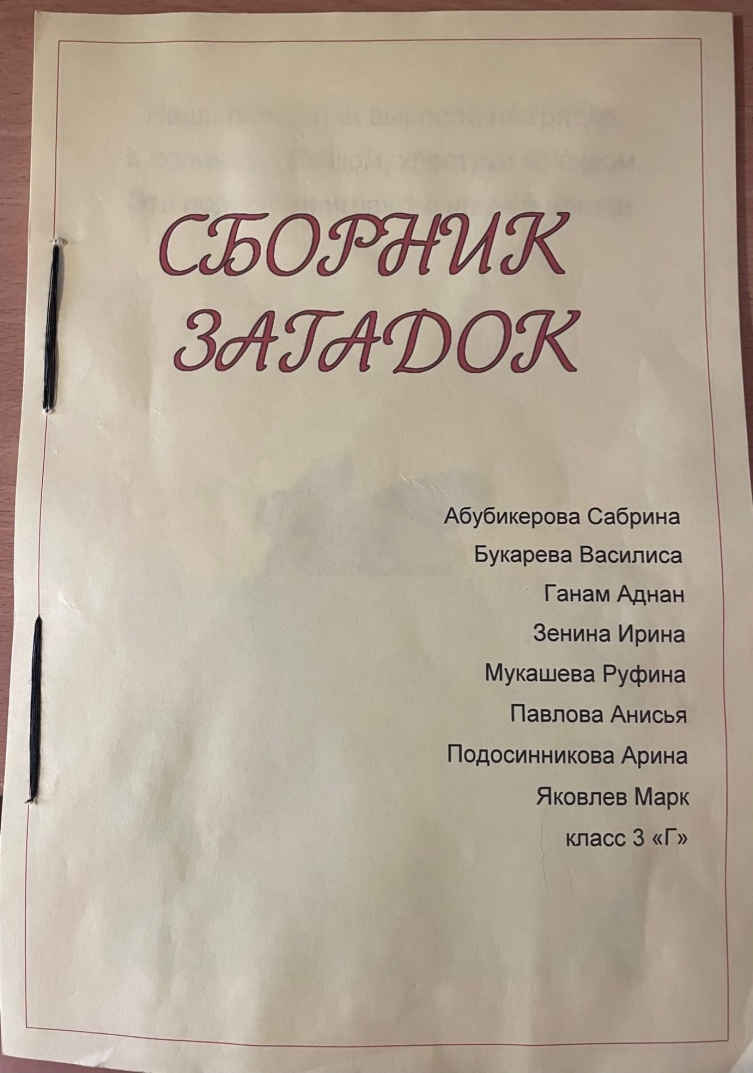 СБОРНИК
ЗАГАДОК
Абубикерова Сабрина
Букарева Василиса
Ганам Аднан
Зенина Ирина
Мукашева Руфина
Павлова Анисья
Подосинникова Арина
Яковлев Марк
класс 3 «Г»